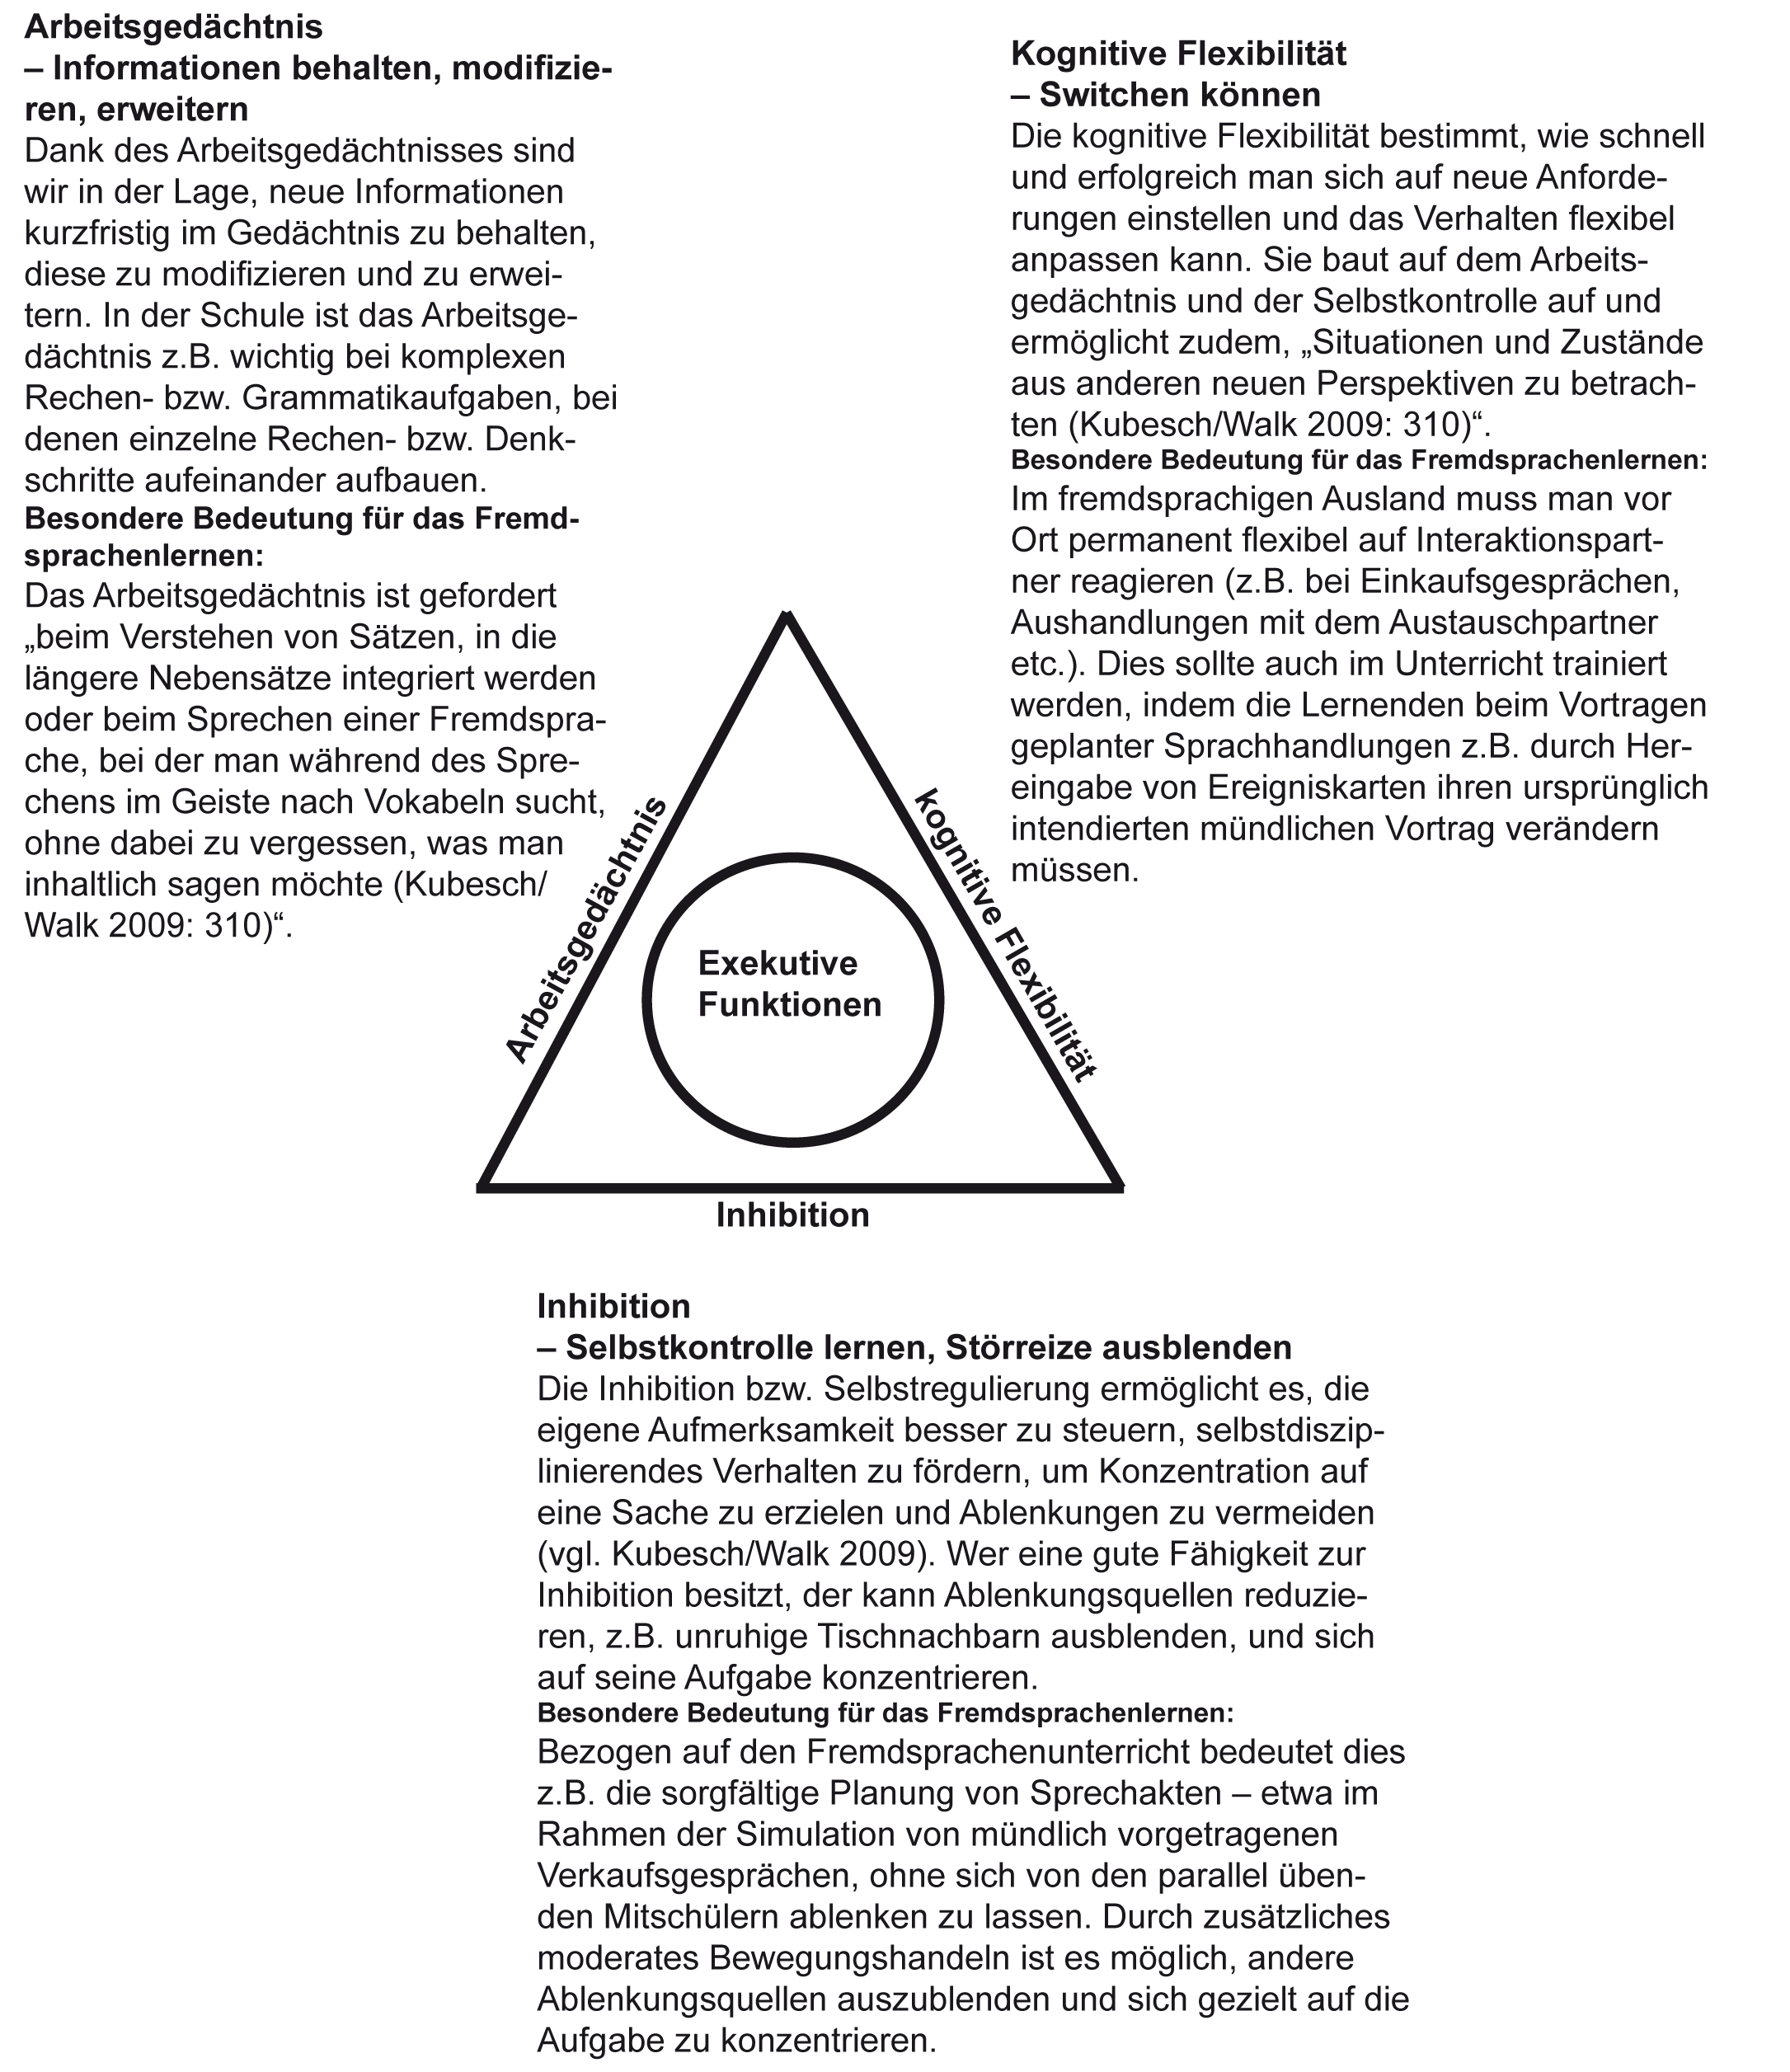 Arbeitsgedächtnis
– Informationen behalten, modifizie-
ren, erweitern
Dank des Arbeitsgedächtnisses sind
wir in der Lage, neue Informationen
kurzfristig im Gedächtnis zu behalten,
diese zu modifizieren und zu erwei-
tern. In der Schule ist das Arbeitsge-
dächtnis z.B. wichtig bei komplexen
Rechen- bzw. Grammatikaufgaben, bei
denen einzelne Rechen- bzw. Denk-
schritte aufeinander aufbauen.
Besondere Bedeutung für das Fremd-
sprachenlernen:
Das Arbeitsgedächtnis ist gefordert
„beim Verstehen von Sätzen, in die
längere Nebensätze integriert werden
oder beim Sprechen einer Fremdspra-
che, bei der man während des Spre-
chens im Geiste nach Vokabeln sucht,
ohne dabei zu vergessen, was man
inhaltlich sagen möchte (Kubesch/
Walk 2009: 310)“.
Kognitive Flexibilität
– Switchen können
Die kognitive Flexibilität bestimmt, wie schnell
und erfolgreich man sich auf neue Anforde-
rungen einstellen und das Verhalten flexibel
anpassen kann. Sie baut auf dem Arbeits-
gedächtnis und der Selbstkontrolle auf und
ermöglicht zudem, „Situationen und Zustände
aus anderen neuen Perspektiven zu betrach-
ten (Kubesch/Walk 2009: 310)“.
Besondere Bedeutung für das Fremdsprachenlernen:
Im fremdsprachigen Ausland muss man vor
Ort permanent flexibel auf Interaktionspart-
ner reagieren (z.B. bei Einkaufsgesprächen,
Aushandlungen mit dem Austauschpartner
etc.). Dies sollte auch im Unterricht trainiert
werden, indem die Lernenden beim Vortragen
geplanter Sprachhandlungen z.B. durch Her-
eingabe von Ereigniskarten ihren ursprünglich
intendierten mündlichen Vortrag verändern
müssen.
Arbeitsgedächtnis
kognitive Flexibilität
Exekutive
Funktionen
Inhibition
Inhibition
– Selbstkontrolle lernen, Störreize ausblenden
Die Inhibition bzw. Selbstregulierung ermöglicht es, die
eigene Aufmerksamkeit besser zu steuern, selbstdiszip-
linierendes Verhalten zu fördern, um Konzentration auf
eine Sache zu erzielen und Ablenkungen zu vermeiden
(vgl. Kubesch/Walk 2009). Wer eine gute Fähigkeit zur
Inhibition besitzt, der kann Ablenkungsquellen reduzie-
ren, z.B. unruhige Tischnachbarn ausblenden, und sich
auf seine Aufgabe konzentrieren.
Besondere Bedeutung für das Fremdsprachenlernen:
Bezogen auf den Fremdsprachenunterricht bedeutet dies
z.B. die sorgfältige Planung von Sprechakten – etwa im
Rahmen der Simulation von mündlich vorgetragenen
Verkaufsgesprächen, ohne sich von den parallel üben-
den Mitschülern ablenken zu lassen. Durch zusätzliches
moderates Bewegungshandeln ist es möglich, andere
Ablenkungsquellen auszublenden und sich gezielt auf die
Aufgabe zu konzentrieren.